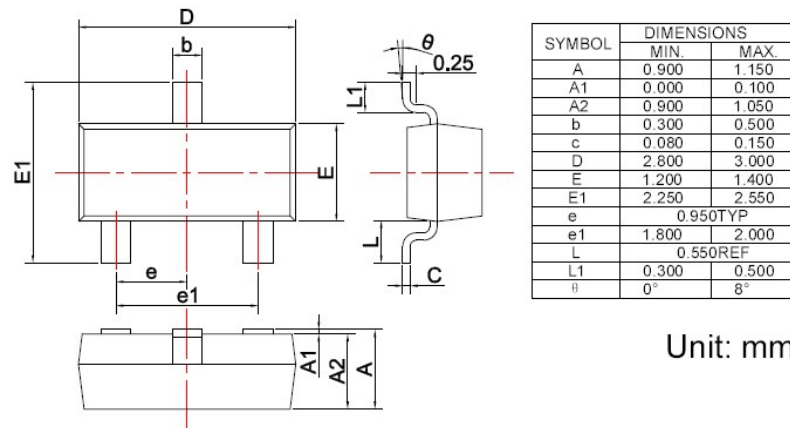 D
b
θ
0.25
L1
E1
E
L
e
e1
C
A1
A2
A
SYMBOL DIMENSIONS
MIN. MAX.
A 0.900 1.150
A1 0.000 0.100
A2 0.900 1.050
b 0.300 0.500
c 0.080 0.150
D 2.800 3.000
E 1.200 1.400
E1 2.250 2.550
e 0.950TYP
e1 1.800 2.000
L 0.550REF
L1 0.300 0.500
θ 0° 8°
Unit: mm